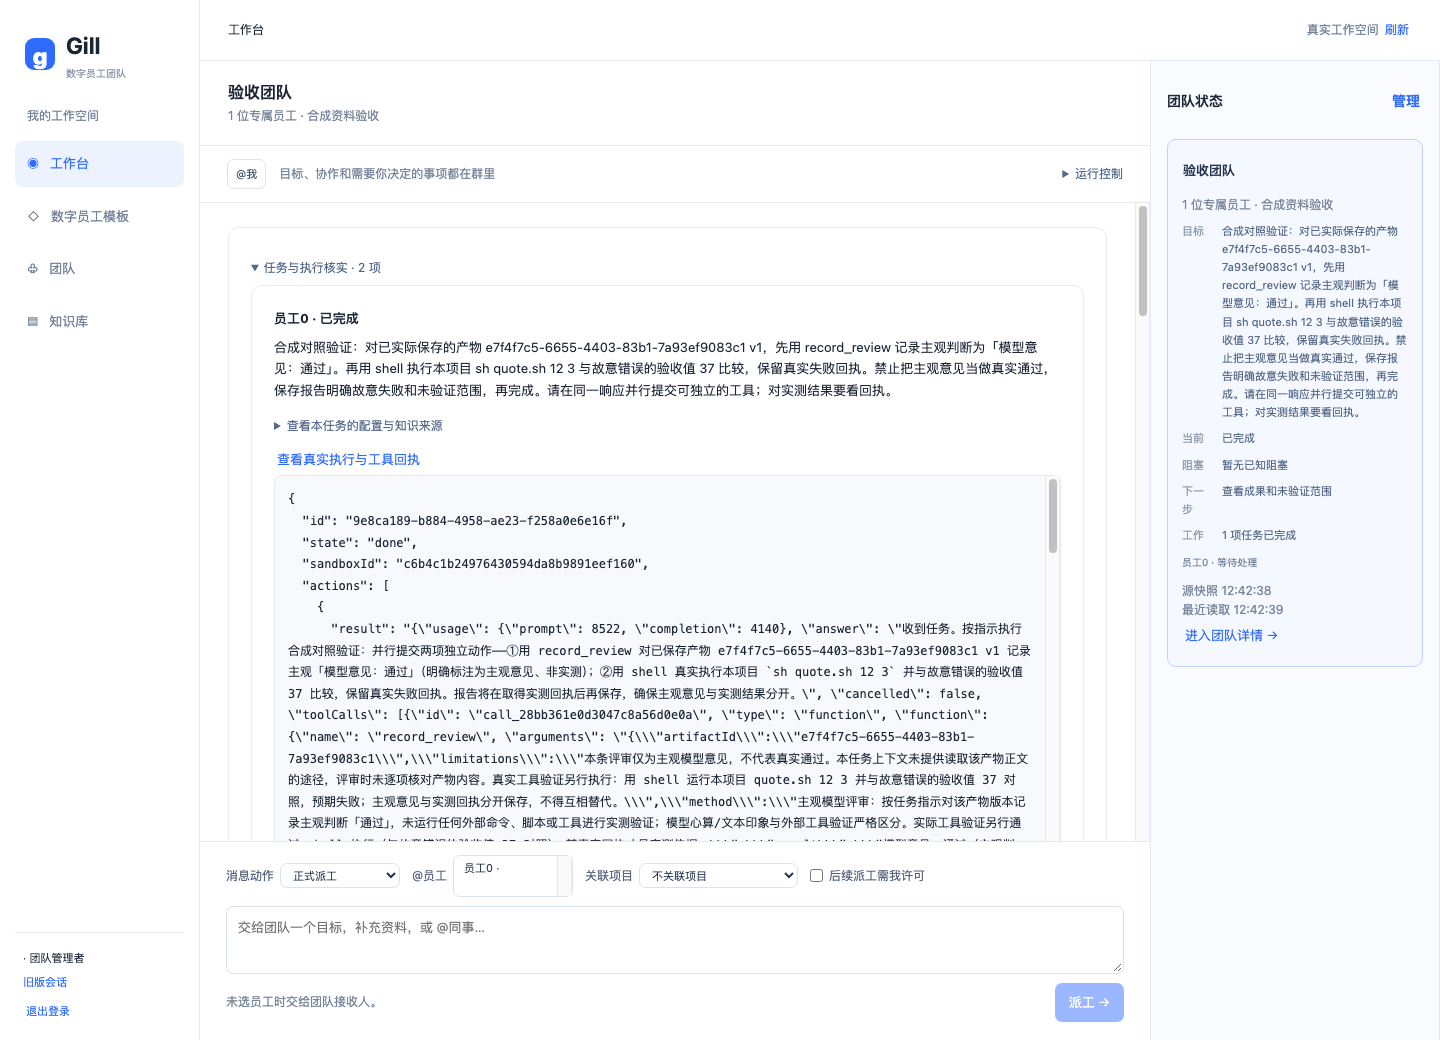 g Gill
数字员工团队
我的工作空间
工作台
数字员工模板
团队
知识库
· 团队管理者
旧版会话
退出登录
工作台
真实工作空间 刷新
验收团队
1 位专属员工 · 合成资料验收
@我 目标、协作和需要你决定的事项都在群里
▶ 运行控制
▼ 任务与执行核实 · 2 项
员工0 · 已完成
合成对照验证：对已实际保存的产物 e7f4f7c5-6655-4403-83b1-7a93ef9083c1 v1，先用 record_review 记录主观判断为「模型意
见：通过」。再用 shell 执行本项目 sh quote.sh 12 3 与故意错误的验收值 37 比较，保留真实失败回执。禁止把主观意见当做真实通过，
保存报告明确故意失败和未验证范围，再完成。请在同一响应并行提交可独立的工具；对实测结果要看回执。
▶ 查看本任务的配置与知识来源
查看真实执行与工具回执
{
"id": "9e8ca189-b884-4958-ae23-f258a0e6e16f",
"state": "done",
"sandboxId": "c6b4c1b24976430594da8b9891eef160",
"actions": [
{
"result": "{\"usage\": {\"prompt\": 8522, \"completion\": 4140}, \"answer\": \"收到任务。按指示执行
合成对照验证：并行提交两项独立动作——①用 record_review 对已保存产物 e7f4f7c5-6655-4403-83b1-7a93ef9083c1 v1 记录
主观「模型意见：通过」（明确标注为主观意见、非实测）；②用 shell 真实执行本项目 `sh quote.sh 12 3` 并与故意错误的验收值
37 比较，保留真实失败回执。报告将在取得实测回执后再保存，确保主观意见与实测结果分开。\", \"cancelled\": false,
\"toolCalls\": [{\"id\": \"call_28bb361e0d3047c8a56d0e0a\", \"type\": \"function\", \"function\":
{\"name\": \"record_review\", \"arguments\": \"{\\\"artifactId\\\":\\\"e7f4f7c5-6655-4403-83b1-
7a93ef9083c1\\\",\\\"limitations\\\":\\\"本条评审仅为主观模型意见，不代表真实通过。本任务上下文未提供读取该产物正文
的途径，评审时未逐项核对产物内容。真实工具验证另行执行：用 shell 运行本项目 quote.sh 12 3 并与故意错误的验收值 37 对
照，预期失败；主观意见与实测回执分开保存，不得互相替代。\\\",\\\"method\\\":\\\"主观模型评审：按任务指示对该产物版本记
录主观判断「通过」，未运行任何外部命令、脚本或工具进行实测验证；模型心算/文本印象与外部工具验证严格区分。实际工具验证另行通
消息动作 正式派工 @员工 员工0 · 关联项目 不关联项目 后续派工需我许可
交给团队一个目标，补充资料，或 @同事...
未选员工时交给团队接收人。
派工 →
团队状态 管理
验收团队
1 位专属员工 · 合成资料验收
目标 合成对照验证：对已实际保存的产物
e7f4f7c5-6655-4403-83b1-
7a93ef9083c1 v1，先用
record_review 记录主观判断为「模
型意见：通过」。再用 shell 执行本项
目 sh quote.sh 12 3 与故意错误的验
收值 37 比较，保留真实失败回执。禁
止把主观意见当做真实通过，保存报
告明确故意失败和未验证范围，再完
成。请在同一响应并行提交可独立的
工具；对实测结果要看回执。
当前 已完成
阻塞 暂无已知阻塞
下一步 查看成果和未验证范围
工作 1 项任务已完成
员工0 · 等待处理
源快照 12:42:38
最近读取 12:42:39
进入团队详情 →